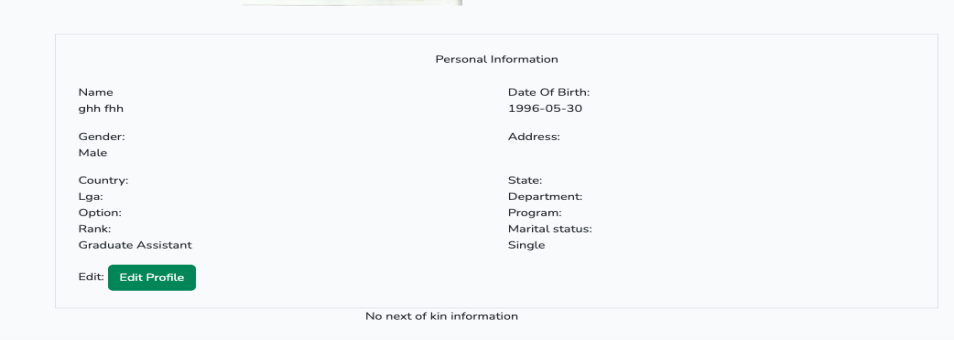 Personal Information
Name
ghh fhh
Date Of Birth:
1996-05-30
Gender:
Male
Address:
Country:
State:
Lga:
Department:
Option:
Program:
Rank:
Graduate Assistant
Marital status:
Single
Edit: Edit Profile
No next of kin information